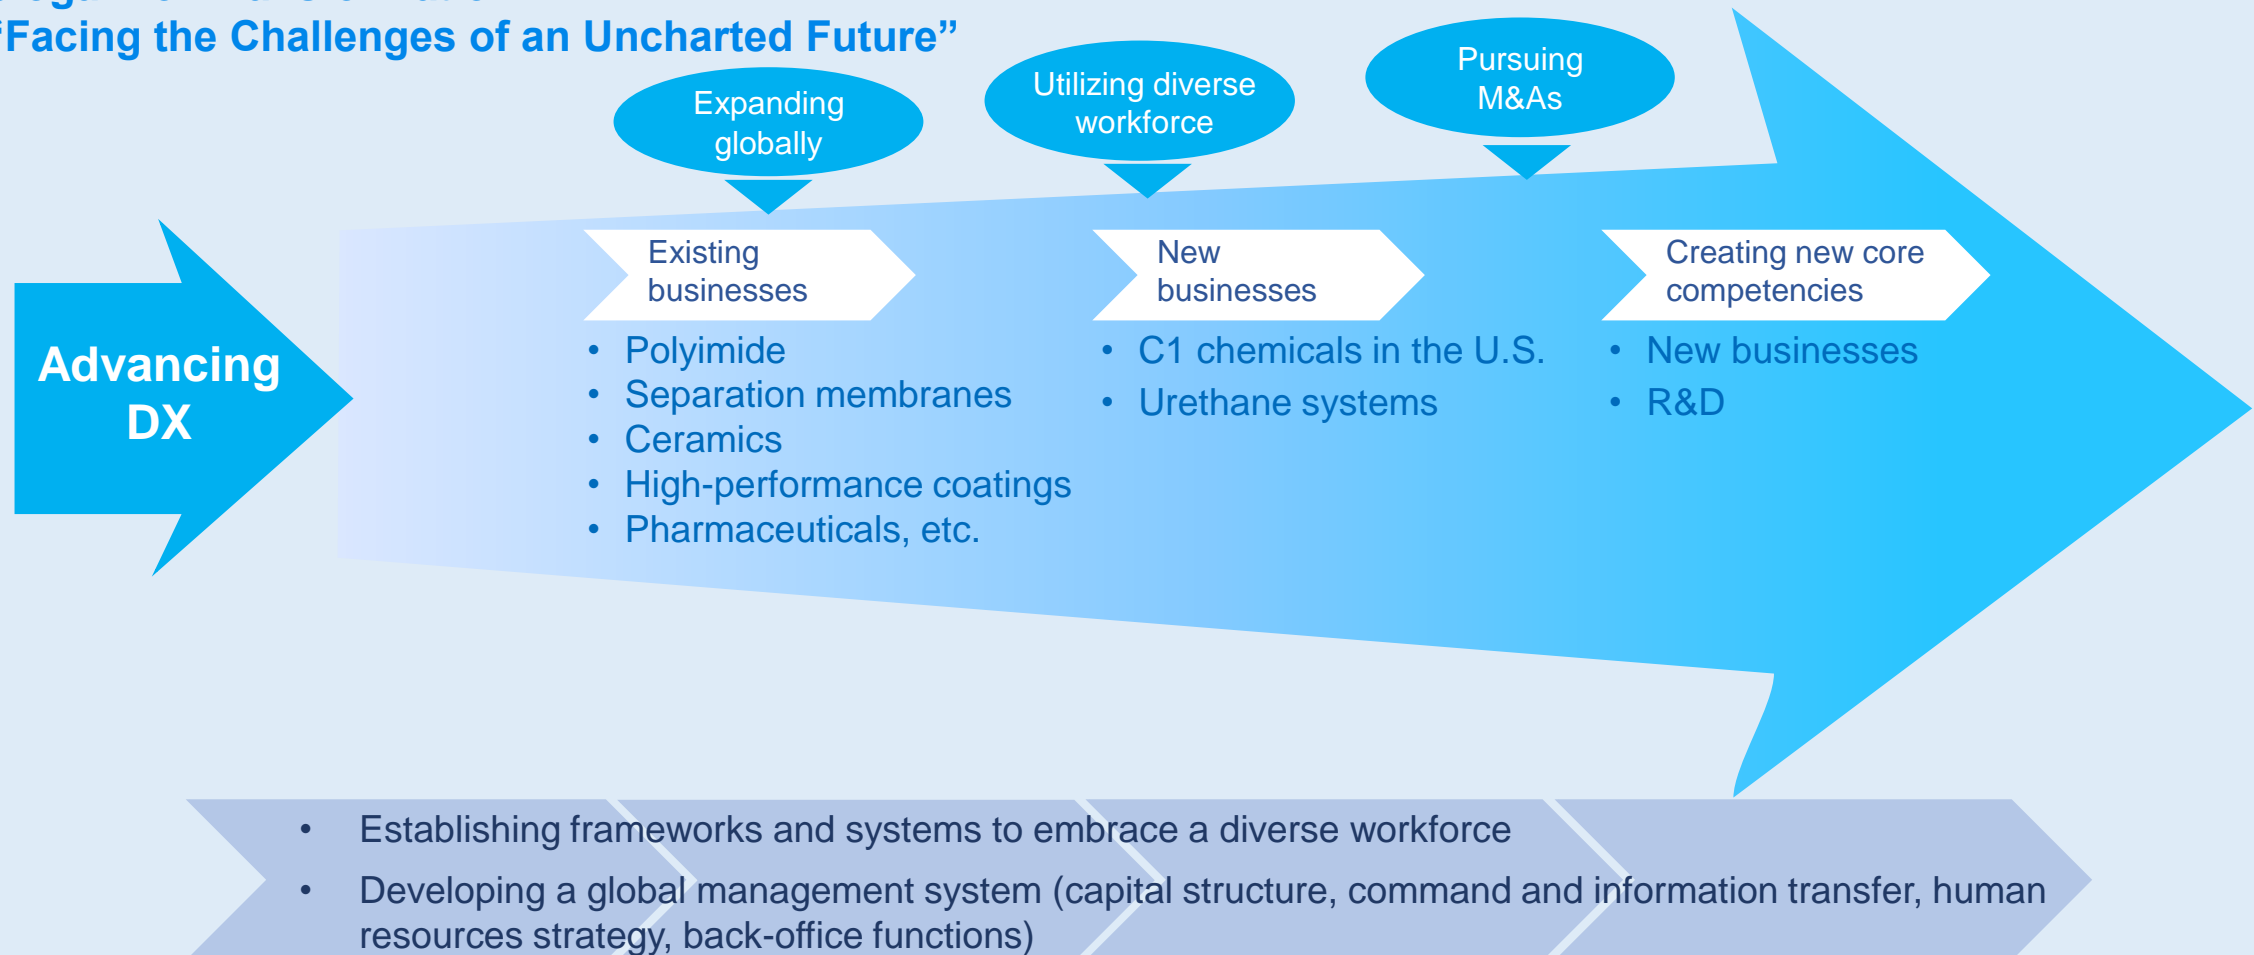 “Facing the Challenges of an Uncharted Future”
Expanding
globally
Utilizing diverse
workforce
Pursuing
M&As
Advancing
DX
Existing
businesses
• Polyimide
• Separation membranes
• Ceramics
• High-performance coatings
• Pharmaceuticals, etc.
New
businesses
• C1 chemicals in the U.S.
• Urethane systems
Creating new core
competencies
• New businesses
• R&D
• Establishing frameworks and systems to embrace a diverse workforce
• Developing a global management system (capital structure, command and information transfer, human
resources strategy, back-office functions)